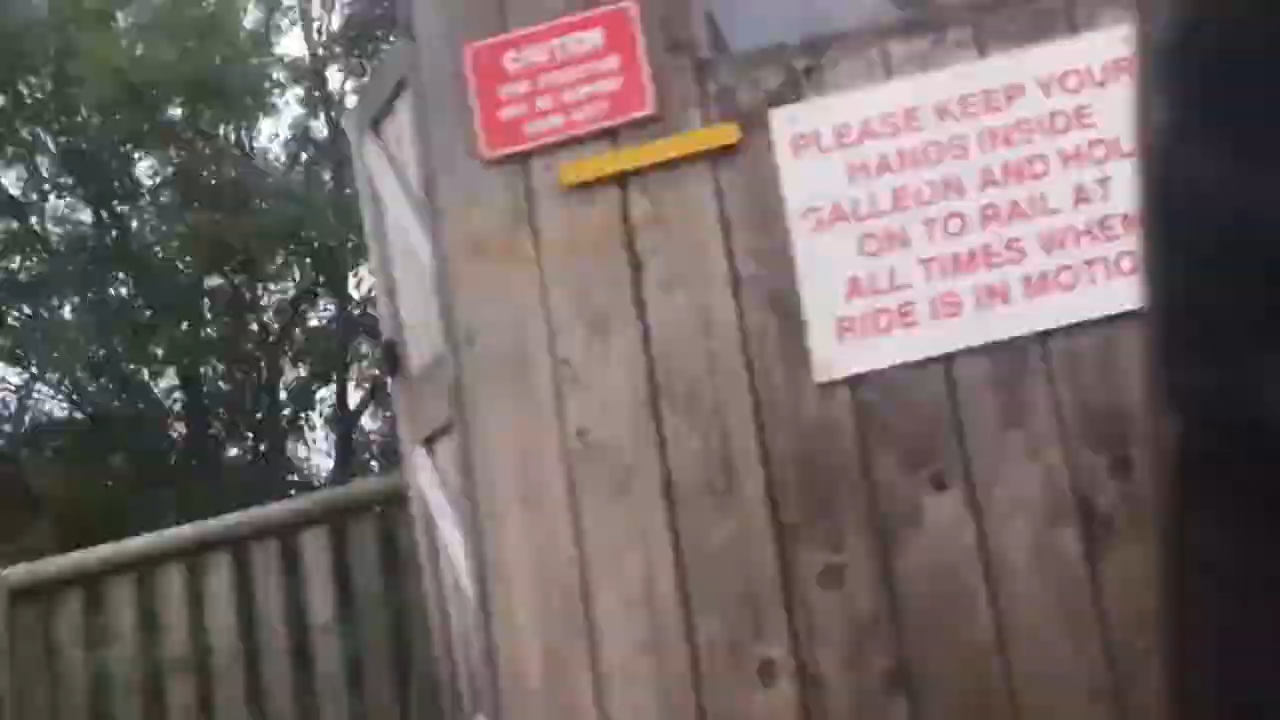 CAUTION
PLEASE KEEP YOUR
HANDS INSIDE
GALLEON AND HOL
ON TO RAIL AT
ALL TIMES WHEN
RIDE IS IN MOTIO